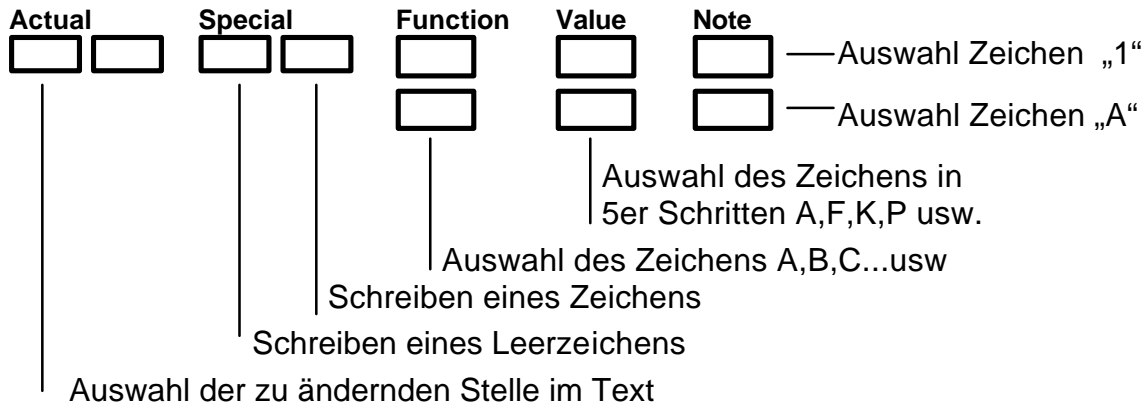 Actual Special Function Value Note
Auswahl Zeichen „1“
Auswahl Zeichen „A“
Auswahl des Zeichens in
5er Schritten A,F,K,P usw.
Auswahl des Zeichens A,B,C...usw
Schreiben eines Zeichens
Schreiben eines Leerzeichens
Auswahl der zu ändernden Stelle im Text